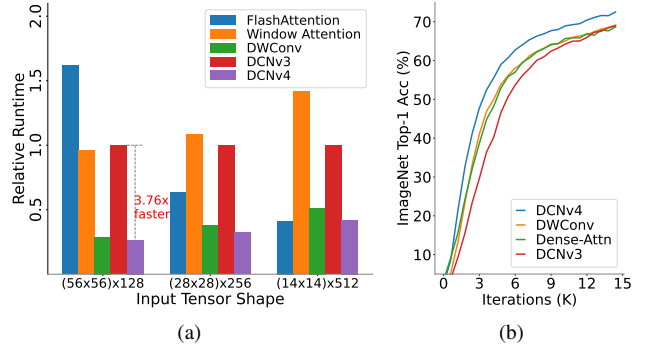 2.0
1.5
1.0
0.5
Relative Runtime
FlashAttention
Window Attention
DWConv
DCNv3
DCNv4
3.76x
faster
(56x56)x128
(28x28)x256
(14x14)x512
Input Tensor Shape
(a)
70
60
50
40
30
20
10
ImageNet Top-1 Acc (%)
DCNv4
DWConv
Dense-Attn
DCNv3
0 3 6 9 12 15
Iterations (K)
(b)